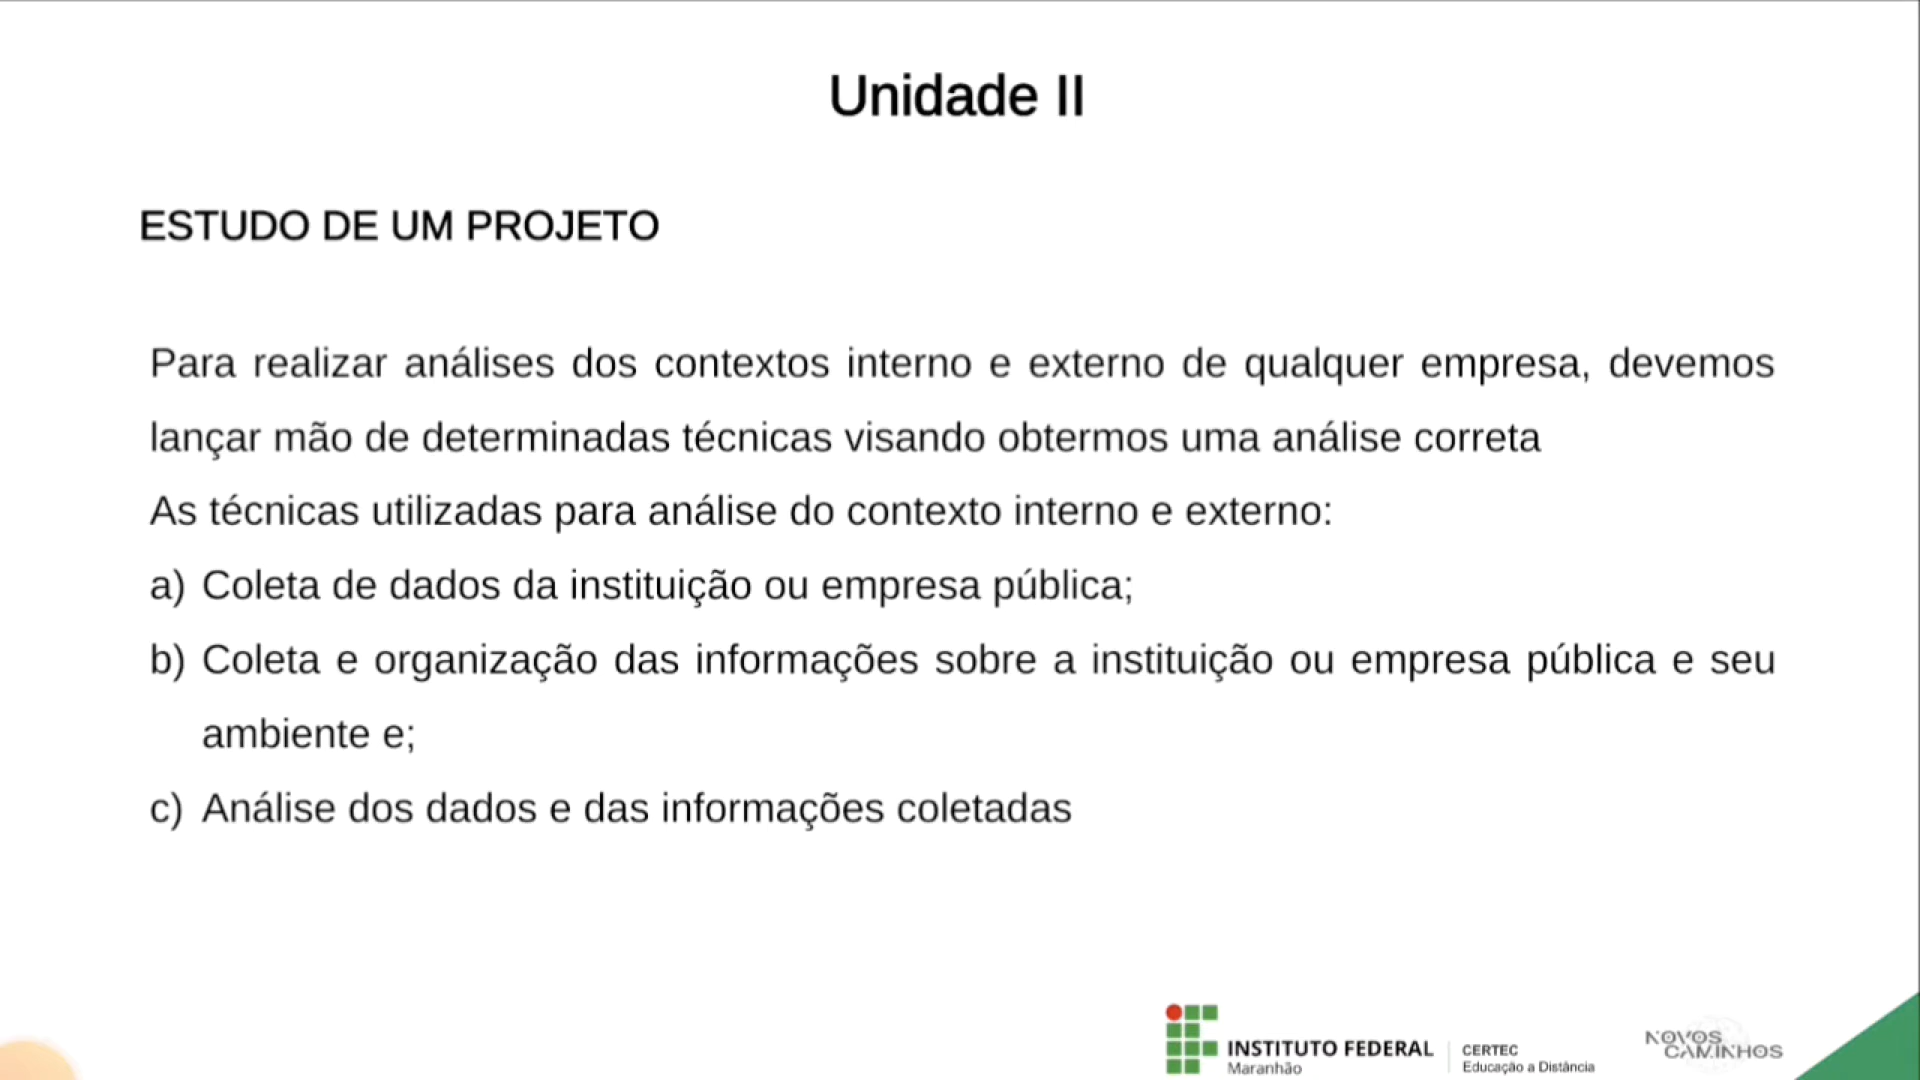 Unidade II
ESTUDO DE UM PROJETO
Para realizar análises dos contextos interno e externo de qualquer empresa, devemos
lançar mão de determinadas técnicas visando obtermos uma análise correta
As técnicas utilizadas para análise do contexto interno e externo:
a) Coleta de dados da instituição ou empresa pública;
b) Coleta e organização das informações sobre a instituição ou empresa pública e seu
ambiente e;
c) Análise dos dados e das informações coletadas
INSTITUTO FEDERAL
Maranhão
CERTEC
Educação a Distância
NOVOS
CAMINHOS